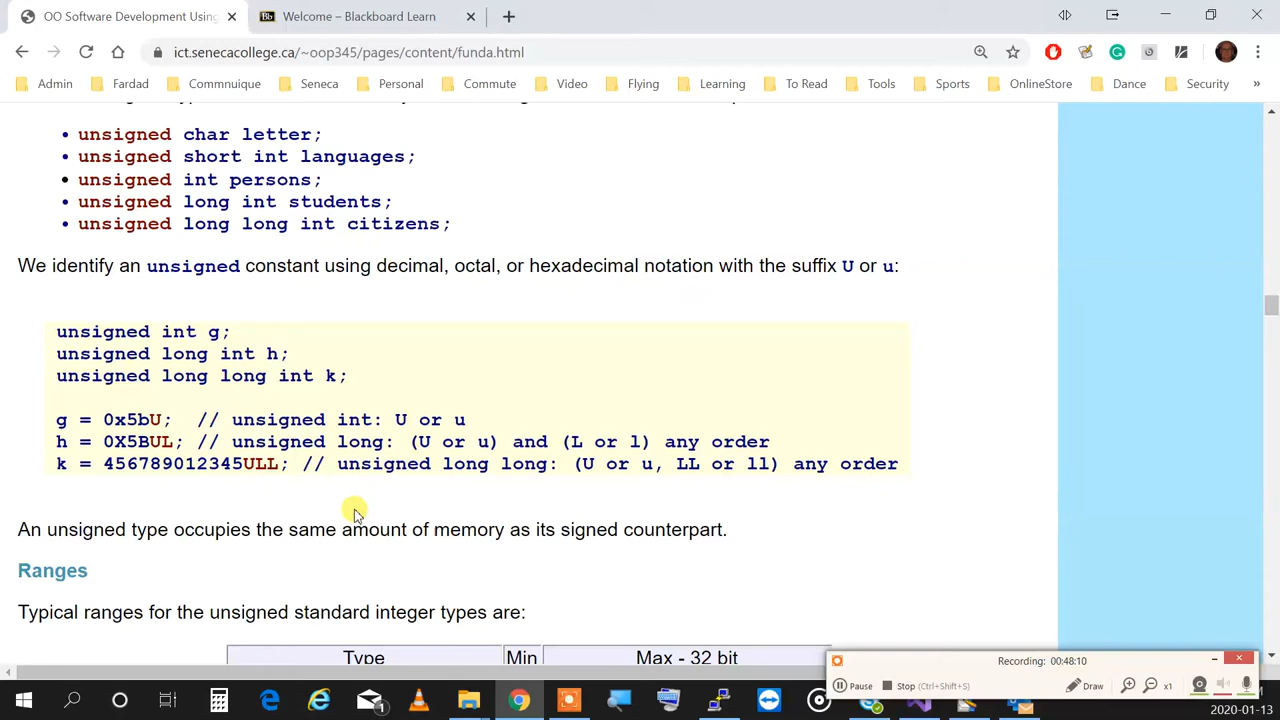 OO Software Development Using
Welcome – Blackboard Learn
ict.senecacollege.ca/~oop345/pages/content/funda.html
Admin Fardad Commnuique Seneca Personal Commute Video Flying Learning To Read Tools Sports OnlineStore Dance Security »
unsigned char letter;
unsigned short int languages;
unsigned int persons;
unsigned long int students;
unsigned long long int citizens;
We identify an unsigned constant using decimal, octal, or hexadecimal notation with the suffix U or u:
unsigned int g;
unsigned long int h;
unsigned long long int k;
g = 0x5bU; // unsigned int: U or u
h = 0X5BUL; // unsigned long: (U or u) and (L or l) any order
k = 456789012345ULL; // unsigned long long: (U or u, LL or ll) any order
An unsigned type occupies the same amount of memory as its signed counterpart.
Ranges
Typical ranges for the unsigned standard integer types are:
Type Min Max - 32 bit
Recording: 00:48:10
Pause Stop (Ctrl+Shift+S) Draw x1
2020-01-13